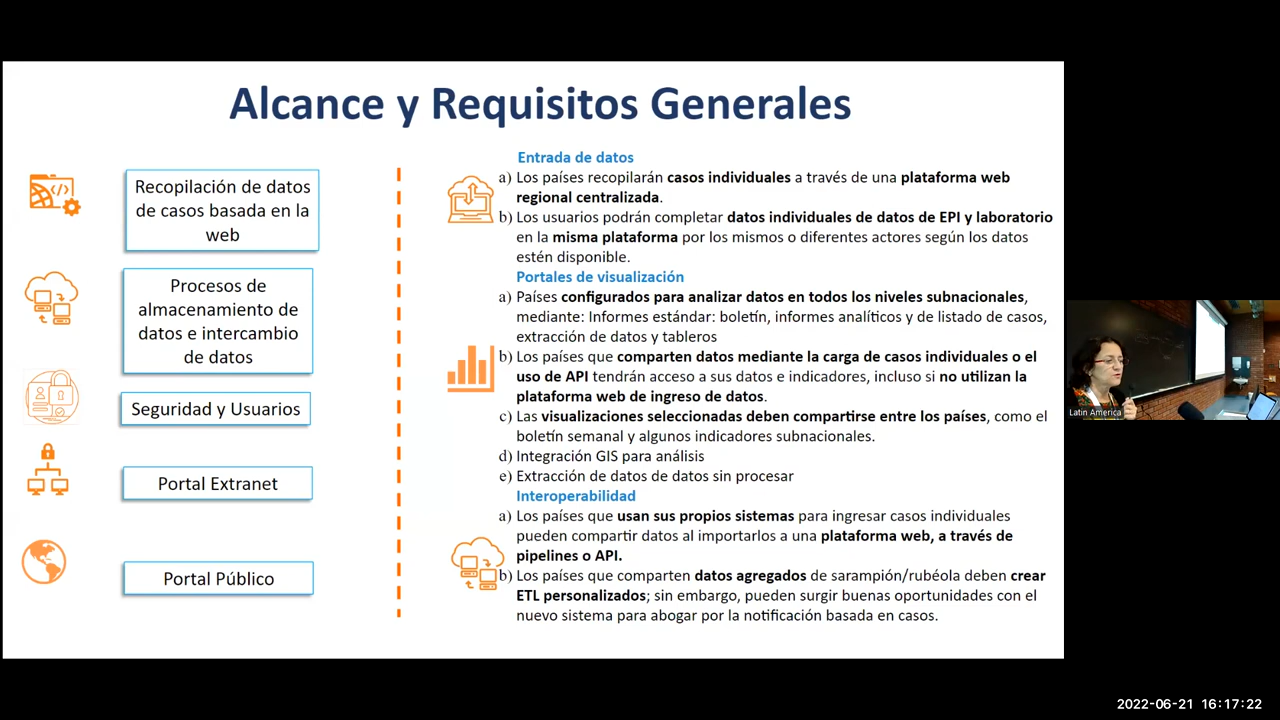 Alcance y Requisitos Generales
Recopilación de datos
de casos basada en la
web
Procesos de
almacenamiento de
datos e intercambio
de datos
Seguridad y Usuarios
Portal Extranet
Portal Público
Entrada de datos
a) Los países recopilarán casos individuales a través de una plataforma web
regional centralizada.
b) Los usuarios podrán completar datos individuales de datos de EPI y laboratorio
en la misma plataforma por los mismos o diferentes actores según los datos
estén disponible.
Portales de visualización
a) Países configurados para analizar datos en todos los niveles subnacionales,
mediante: Informes estándar: boletín, informes analíticos y de listado de casos,
extracción de datos y tableros
b) Los países que comparten datos mediante la carga de casos individuales o el
uso de API tendrán acceso a sus datos e indicadores, incluso si no utilizan la
plataforma web de ingreso de datos.
c) Las visualizaciones seleccionadas deben compartirse entre los países, como el
boletín semanal y algunos indicadores subnacionales.
d) Integración GIS para análisis
e) Extracción de datos de datos sin procesar
Interoperabilidad
a) Los países que usan sus propios sistemas para ingresar casos individuales
pueden compartir datos al importarlos a una plataforma web, a través de
pipelines o API.
b) Los países que comparten datos agregados de sarampión/rubéola deben crear
ETL personalizados; sin embargo, pueden surgir buenas oportunidades con el
nuevo sistema para abogar por la notificación basada en casos.
Latin America
2022-06-21 16:17:22